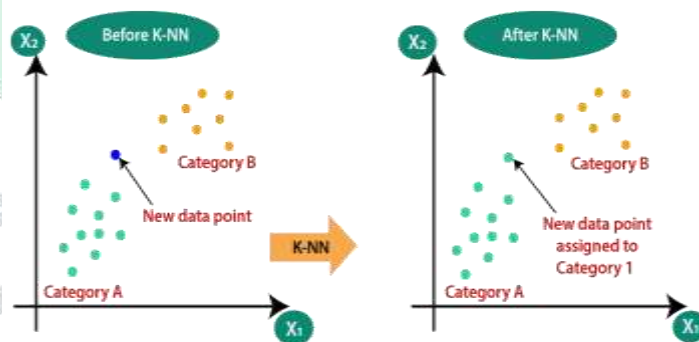 Before K-NN
X₂
Category B
New data point
Category A
X₁
K-NN
After K-NN
X₂
Category B
New data point
assigned to
Category 1
Category A
X₁